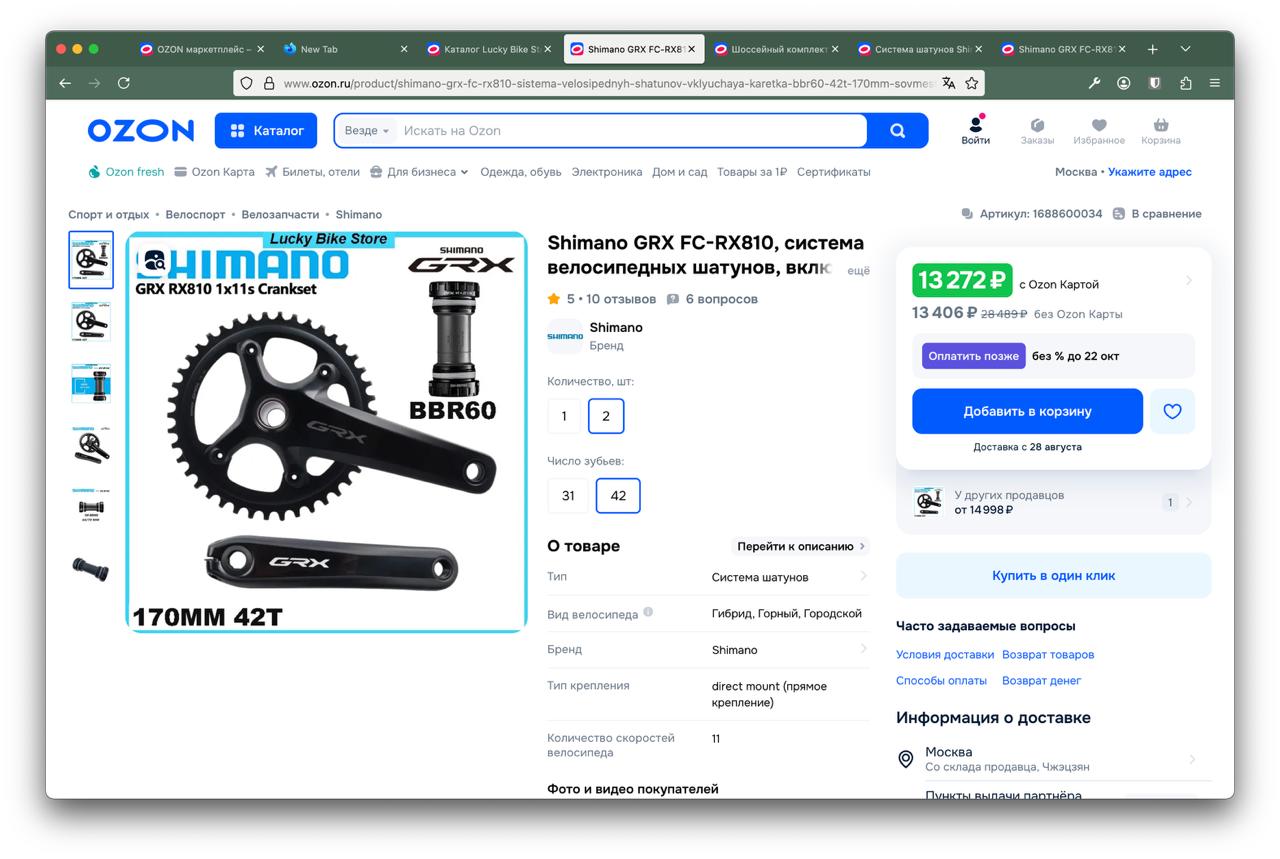 OZON маркетплейс –
New Tab
Каталог Lucky Bike St
Shimano GRX FC-RX81
Шоссейный комплект
Система шатунов Shi
Shimano GRX FC-RX81
www.ozon.ru/product/shimano-grx-fc-rx810-sistema-velosipednyh-shatunov-vklyuchaya-karetka-bbr60-42t-170mm-sovmes
OZON
Каталог
Везде
Искать на Ozon
Войти
Заказы
Избранное
Корзина
Ozon fresh
Ozon Карта
Билеты, отели
Для бизнеса
Одежда, обувь
Электроника
Дом и сад
Товары за 1₽
Сертификаты
Москва • Укажите адрес
Спорт и отдых • Велоспорт • Велозапчасти • Shimano
Артикул: 1688600034
В сравнение
Lucky Bike Store
SHIMANO
GRX RX810 1x11s Crankset
SHIMANO
GRX
BBR60
GRX
GRX
170MM 42T
Shimano GRX FC-RX810, система
велосипедных шатунов, вклю
ещё
5 • 10 отзывов
6 вопросов
SHIMANO
Shimano
Бренд
Количество, шт:
1
2
Число зубьев:
31
42
О товаре
Перейти к описанию
Тип
Система шатунов
Вид велосипеда
Гибрид, Горный, Городской
Бренд
Shimano
Тип крепления
direct mount (прямое
крепление)
Количество скоростей
велосипеда
11
Фото и видео покупателей
13 272 ₽
с Ozon Картой
13 406 ₽ 28 489 ₽ без Ozon Карты
Оплатить позже
без % до 22 окт
Добавить в корзину
Доставка с 28 августа
У других продавцов
от 14 998 ₽
1
Купить в один клик
Часто задаваемые вопросы
Условия доставки
Возврат товаров
Способы оплаты
Возврат денег
Информация о доставке
Москва
Со склада продавца, Чжэцзян
Пункты выдачи партнёра